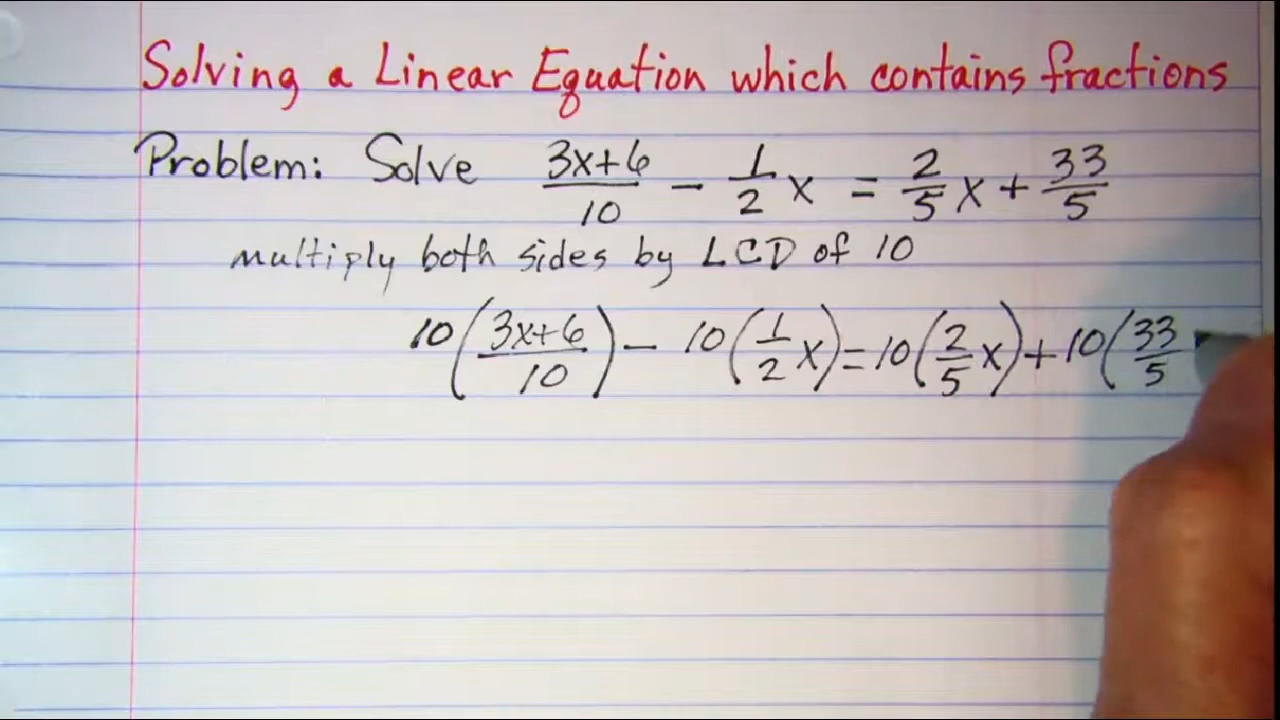 Solving a Linear Equation which contains fractions
Problem: Solve (3x+6)/10 - 1/2 x = 2/5 x + 33/5
multiply both sides by LCD of 10
10((3x+6)/10) - 10(1/2 x) = 10(2/5 x) + 10(33/5